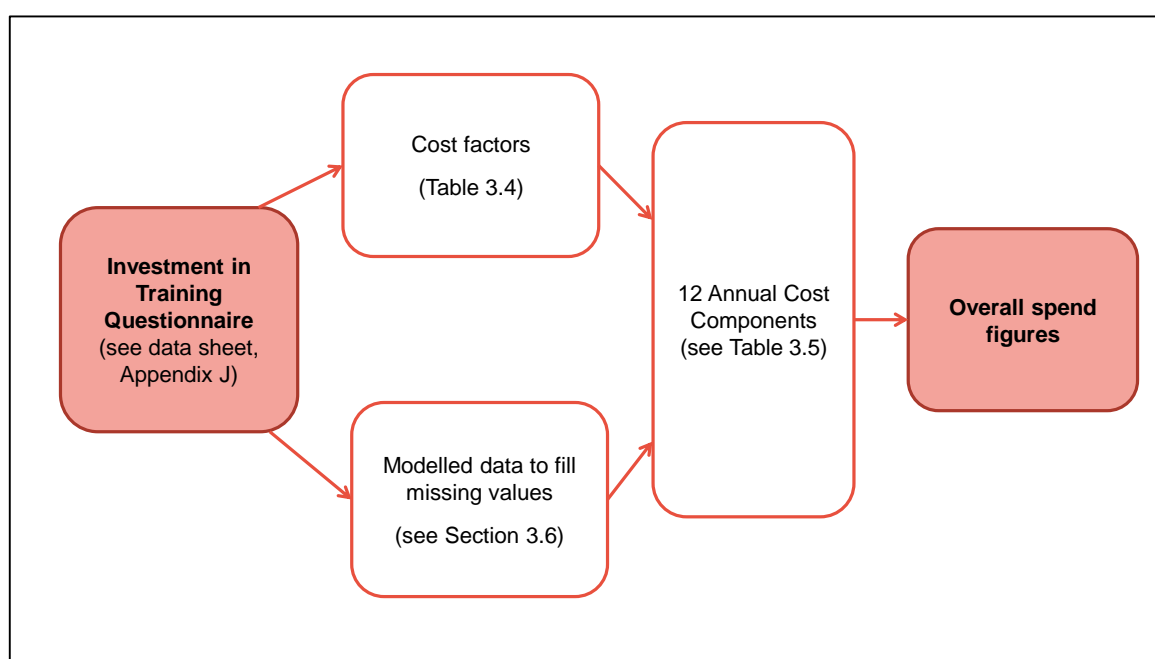 Investment in
Training
Questionnaire
(see data sheet,
Appendix J)
Cost factors
(Table 3.4)
Modelled data to fill
missing values
(see Section 3.6)
12 Annual Cost
Components
(see Table 3.5)
Overall spend
figures